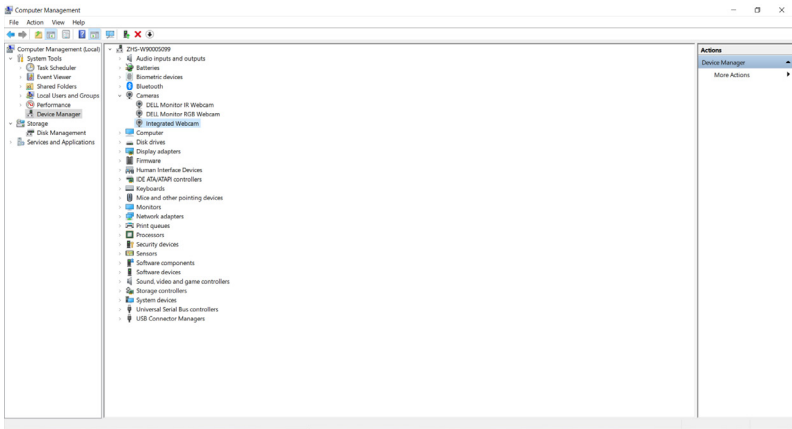 Computer Management
File Action View Help
Computer Management (Local)
System Tools
Task Scheduler
Event Viewer
Shared Folders
Local Users and Groups
Performance
Device Manager
Storage
Disk Management
Services and Applications
ZHS-W90005099
Audio inputs and outputs
Batteries
Biometric devices
Bluetooth
Cameras
DELL Monitor IR Webcam
DELL Monitor RGB Webcam
Integrated Webcam
Computer
Disk drives
Display adapters
Firmware
Human Interface Devices
IDE ATA/ATAPI controllers
Keyboards
Mice and other pointing devices
Monitors
Network adapters
Print queues
Processors
Security devices
Sensors
Software components
Software devices
Sound, video and game controllers
Storage controllers
System devices
Universal Serial Bus controllers
USB Connector Managers
Actions
Device Manager
More Actions